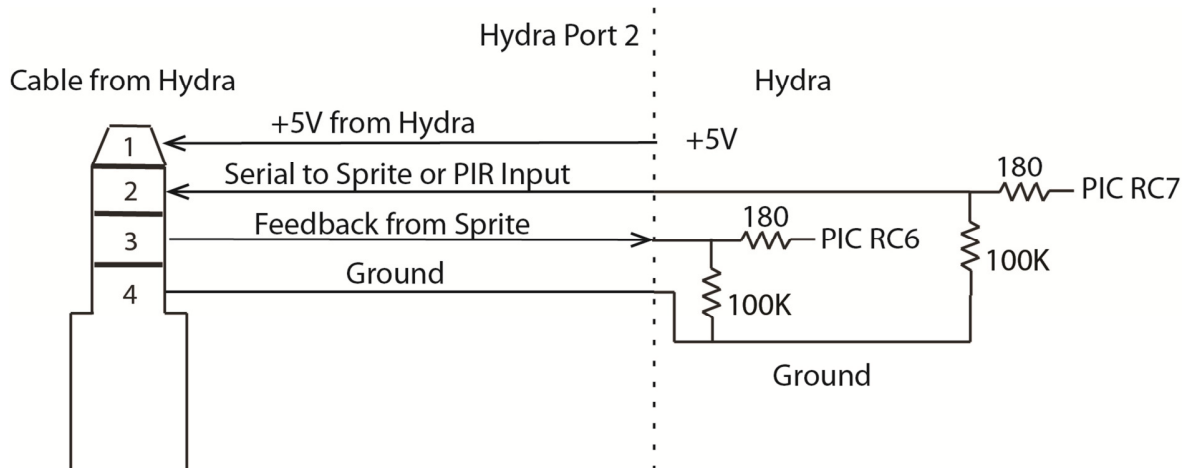 Hydra Port 2
Cable from Hydra
Hydra
1
+5V from Hydra
+5V
2
Serial to Sprite or PIR Input
180
PIC RC7
3
Feedback from Sprite
180
PIC RC6
100K
4
Ground
100K
Ground